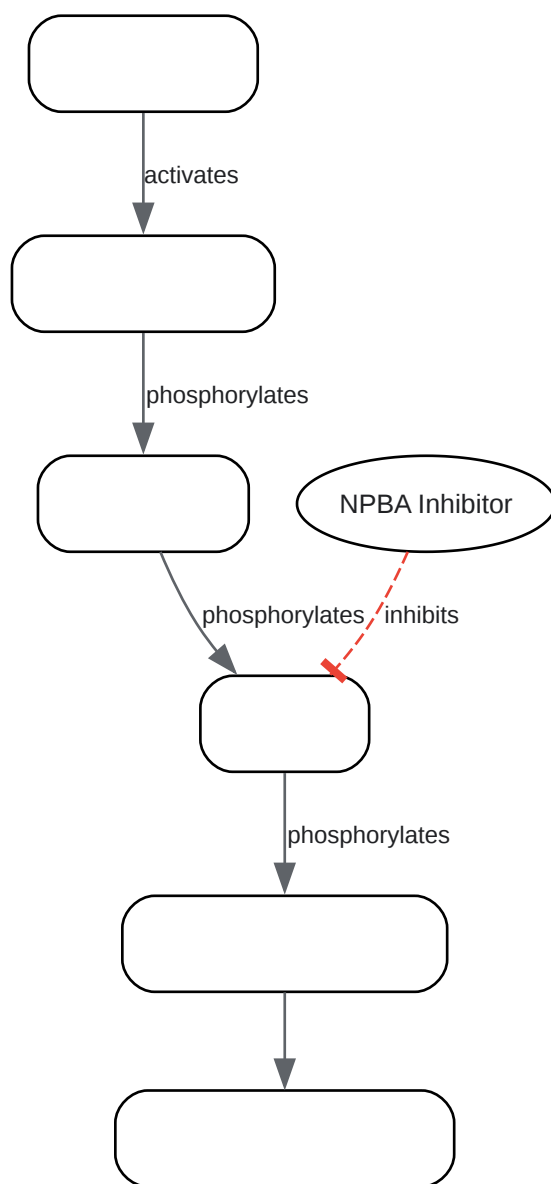 activates
phosphorylates
NPBA Inhibitor
phosphorylates
inhibits
phosphorylates